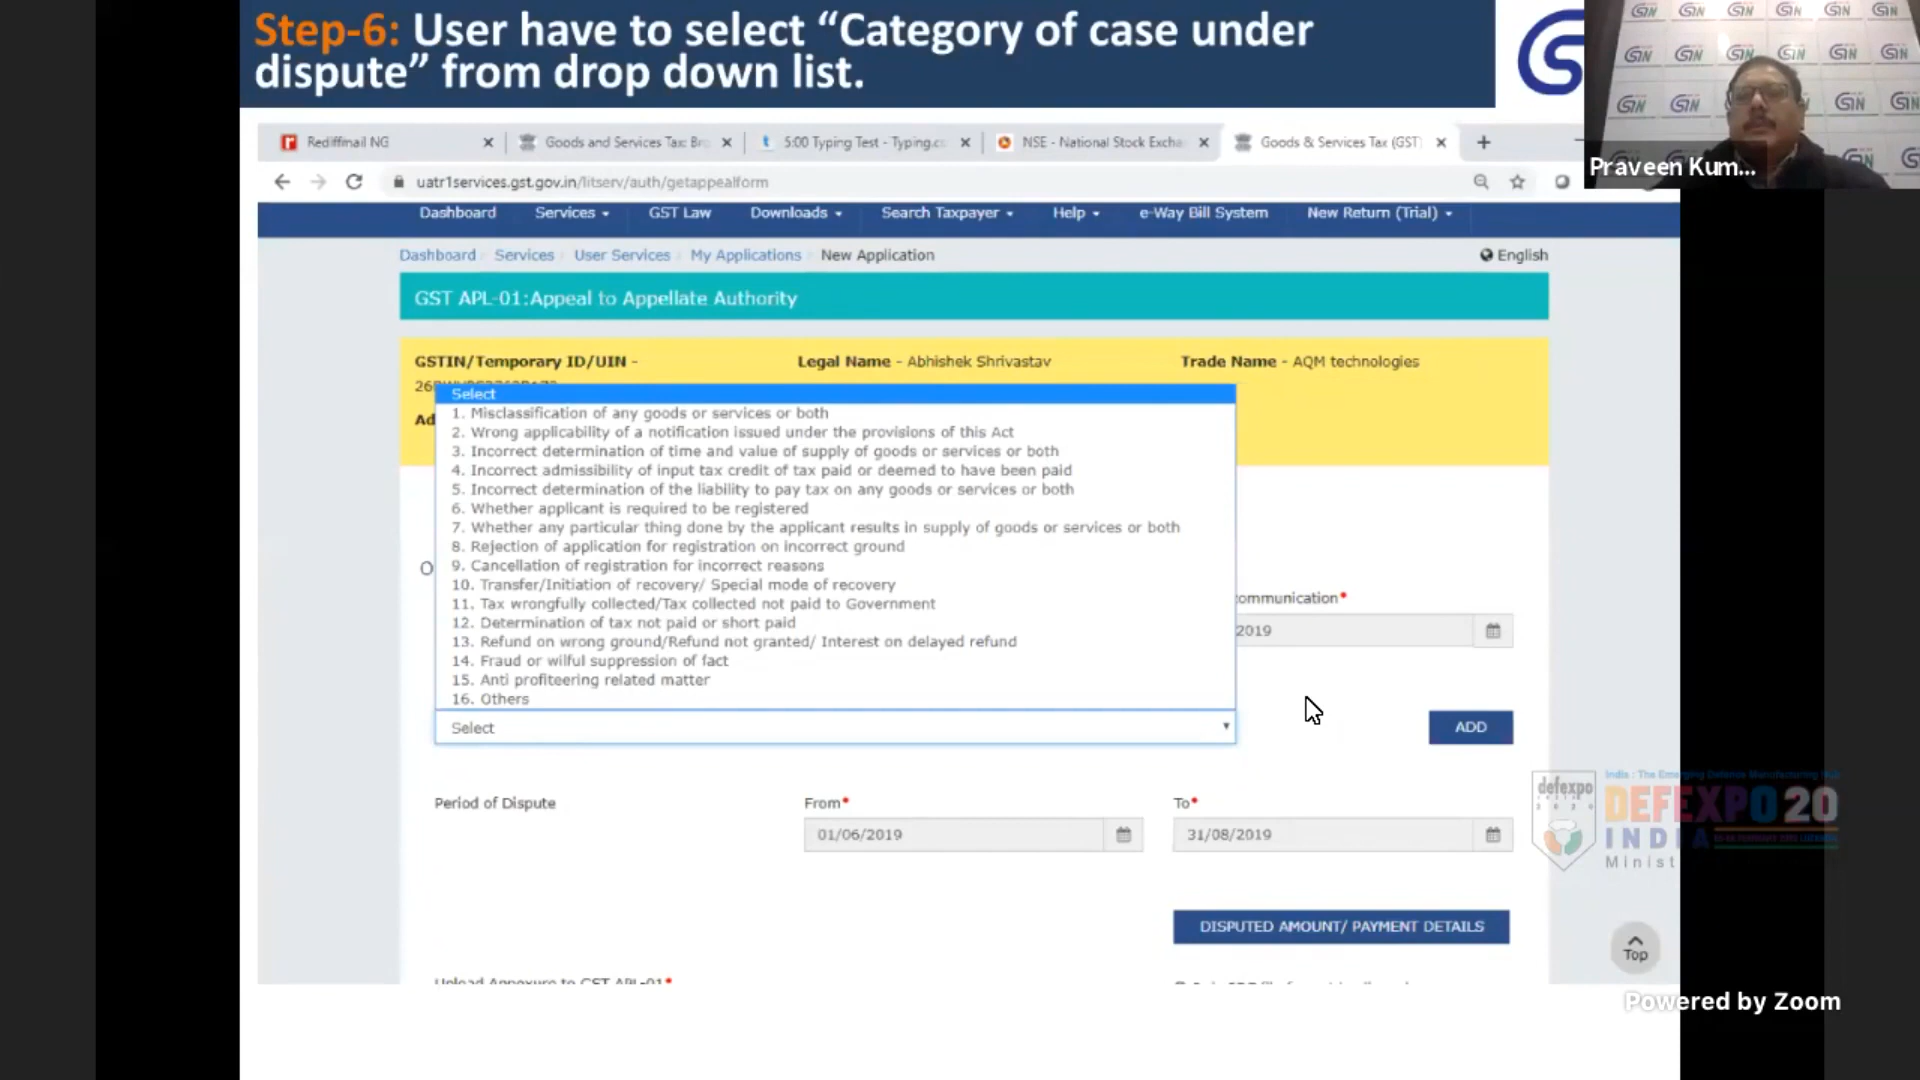 Step-6: User have to select “Category of case under
dispute” from drop down list.
Praveen Kum...
Rediffmail NG
5:00 Typing Test - Typing.c
NSE - National Stock Excha
Goods & Services Tax (GST)
uatr1services.gst.gov.in/litserv/auth/getappealform
Dashboard Services GST Law Downloads Search Taxpayer Help e-Way Bill System New Return (Trial)
Dashboard Services User Services My Applications New Application
English
GST APL-01:Appeal to Appellate Authority
GSTIN/Temporary ID/UIN - Legal Name - Abhishek Shrivastav Trade Name - AQM technologies
Select
1. Misclassification of any goods or services or both
2. Wrong applicability of a notification issued under the provisions of this Act
3. Incorrect determination of time and value of supply of goods or services or both
4. Incorrect admissibility of input tax credit of tax paid or deemed to have been paid
5. Incorrect determination of the liability to pay tax on any goods or services or both
6. Whether applicant is required to be registered
7. Whether any particular thing done by the applicant results in supply of goods or services or both
8. Rejection of application for registration on incorrect ground
9. Cancellation of registration for incorrect reasons
10. Transfer/Initiation of recovery/ Special mode of recovery
11. Tax wrongfully collected/Tax collected not paid to Government
12. Determination of tax not paid or short paid
13. Refund on wrong ground/Refund not granted/ Interest on delayed refund
14. Fraud or wilful suppression of fact
15. Anti profiteering related matter
16. Others
ommunication*
2019
Select
ADD
Period of Dispute From* To*
01/06/2019 31/08/2019
DISPUTED AMOUNT/ PAYMENT DETAILS
Top
defexpo
DEFEXPO 20
INDIA
Minist
Powered by Zoom